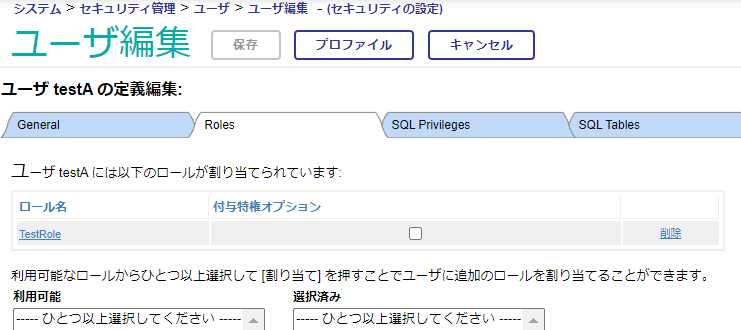 システム > セキュリティ管理 > ユーザ > ユーザ編集 - (セキュリティの設定)
ユーザ編集 保存 プロファイル キャンセル
ユーザ testA の定義編集:
General Roles SQL Privileges SQL Tables
ユーザ testA には以下のロールが割り当てられています:
ロール名 付与特権オプション
TestRole 削除
利用可能なロールからひとつ以上選択して [割り当て] を押すことでユーザに追加のロールを割り当てることができます。
利用可能 選択済み
----- ひとつ以上選択してください ----- ----- ひとつ以上選択してください -----